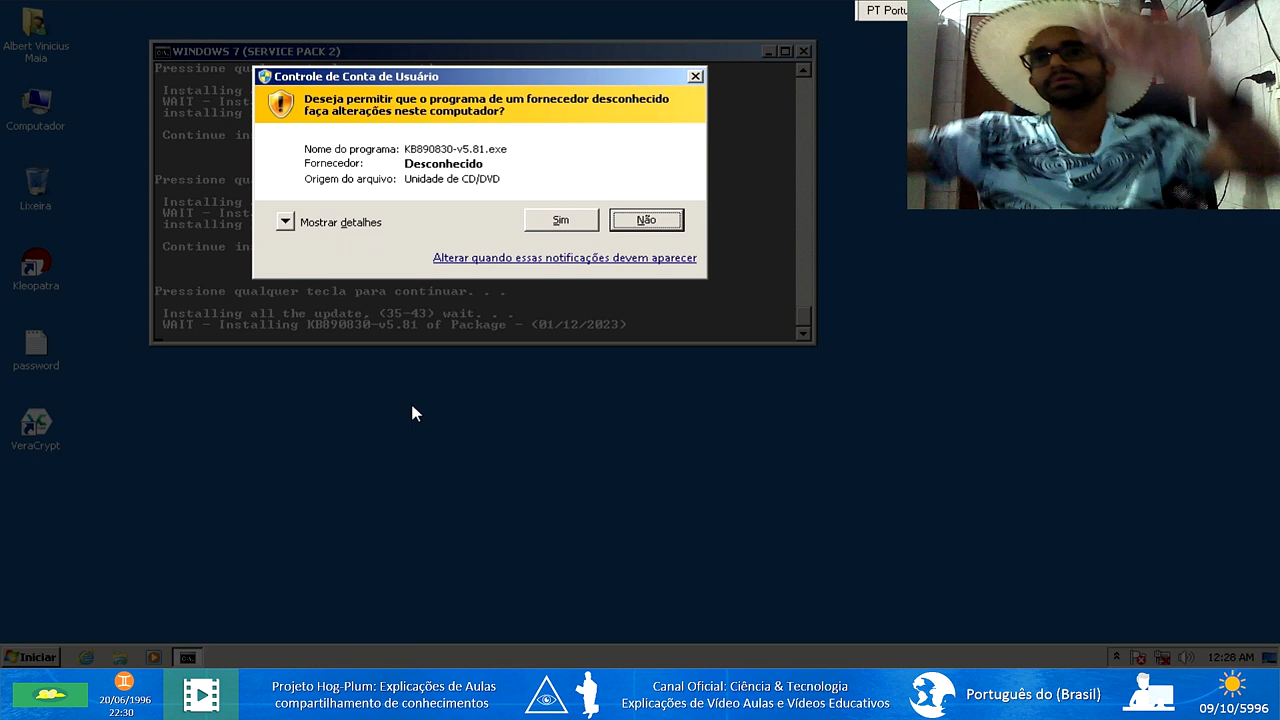 PT Portu
Albert Vinicius
Maia
Computador
Lixeira
Kleopatra
password
VeraCrypt
WINDOWS 7 (SERVICE PACK 2)
Pressione qu
Installing
WAIT - Inst
installing
Continue in
Pressione qu
Installing
WAIT - Inst
installing
Continue in
Controle de Conta de Usuário
Deseja permitir que o programa de um fornecedor desconhecido
faça alterações neste computador?
Nome do programa: KB890830-v5.81.exe
Fornecedor: Desconhecido
Origem do arquivo: Unidade de CD/DVD
Mostrar detalhes
Sim
Não
Alterar quando essas notificações devem aparecer
Pressione qualquer tecla para continuar. . .
Installing all the update, (35-43) wait. . .
WAIT - Installing KB890830-v5.81 of Package - (01/12/2023)
Iniciar
12:28 AM
20/06/1996
22:30
Projeto Hog-Plum: Explicações de Aulas
compartilhamento de conhecimentos
Canal Oficial: Ciência & Tecnologia
Explicações de Vídeo Aulas e Vídeos Educativos
Português do (Brasil)
09/10/5996